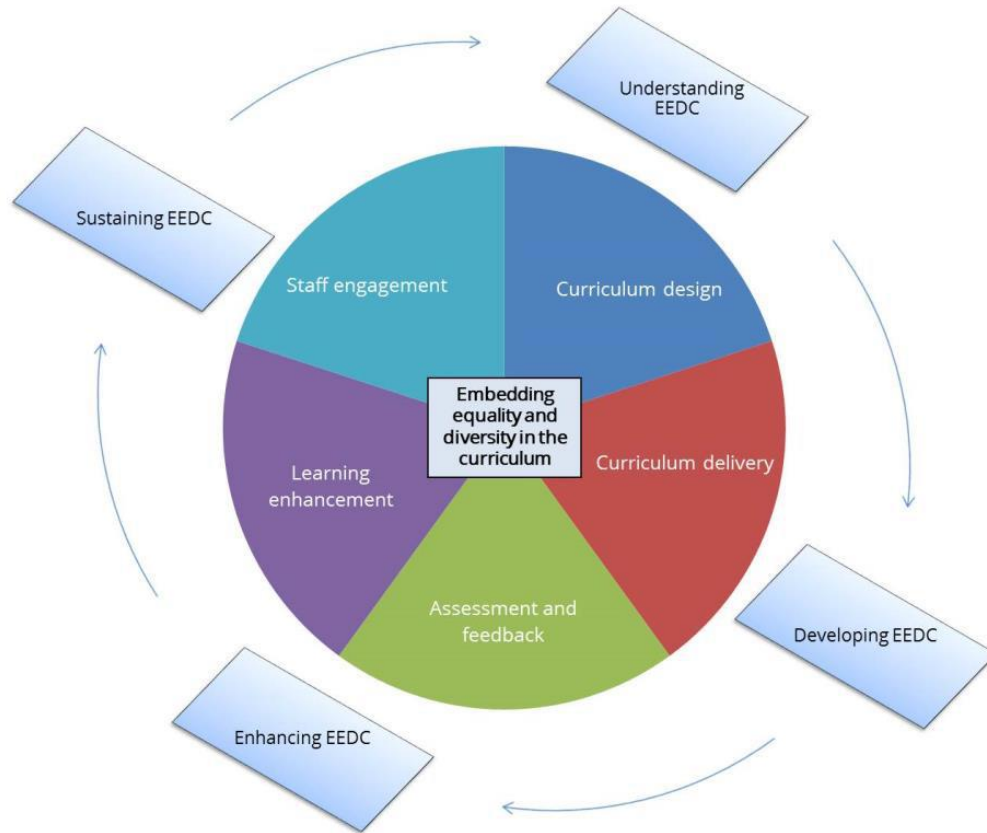 Understanding
EEDC
Sustaining EEDC
Staff engagement
Curriculum design
Embedding
equality and
diversity in the
curriculum
Curriculum delivery
Learning
enhancement
Assessment and
feedback
Developing EEDC
Enhancing EEDC